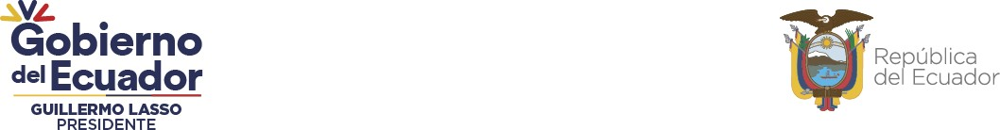 Gobierno
del Ecuador
GUILLERMO LASSO
PRESIDENTE
República
del Ecuador